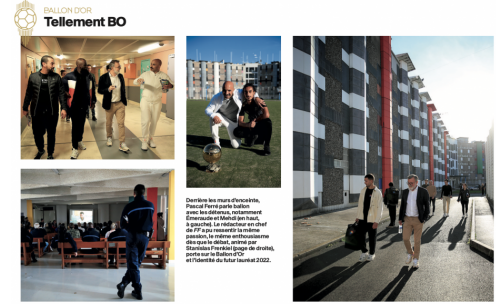 BALLON D'OR
Tellement BO
Derrière les murs d'enceinte,
Pascal Ferré parle ballon
avec les détenus, notamment
Émeraude et Mehdi (en haut,
à gauche). Le rédacteur en chef
de FF a pu ressentir la même
passion, le même enthousiasme
dès que le débat, animé par
Stanislas Frenkiel (page de droite),
porte sur le Ballon d'Or
et l'identité du futur lauréat 2022.